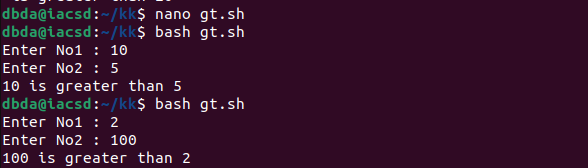 dbda@iacsd:~/kk$ nano gt.sh
dbda@iacsd:~/kk$ bash gt.sh
Enter No1 : 10
Enter No2 : 5
10 is greater than 5
dbda@iacsd:~/kk$ bash gt.sh
Enter No1 : 2
Enter No2 : 100
100 is greater than 2